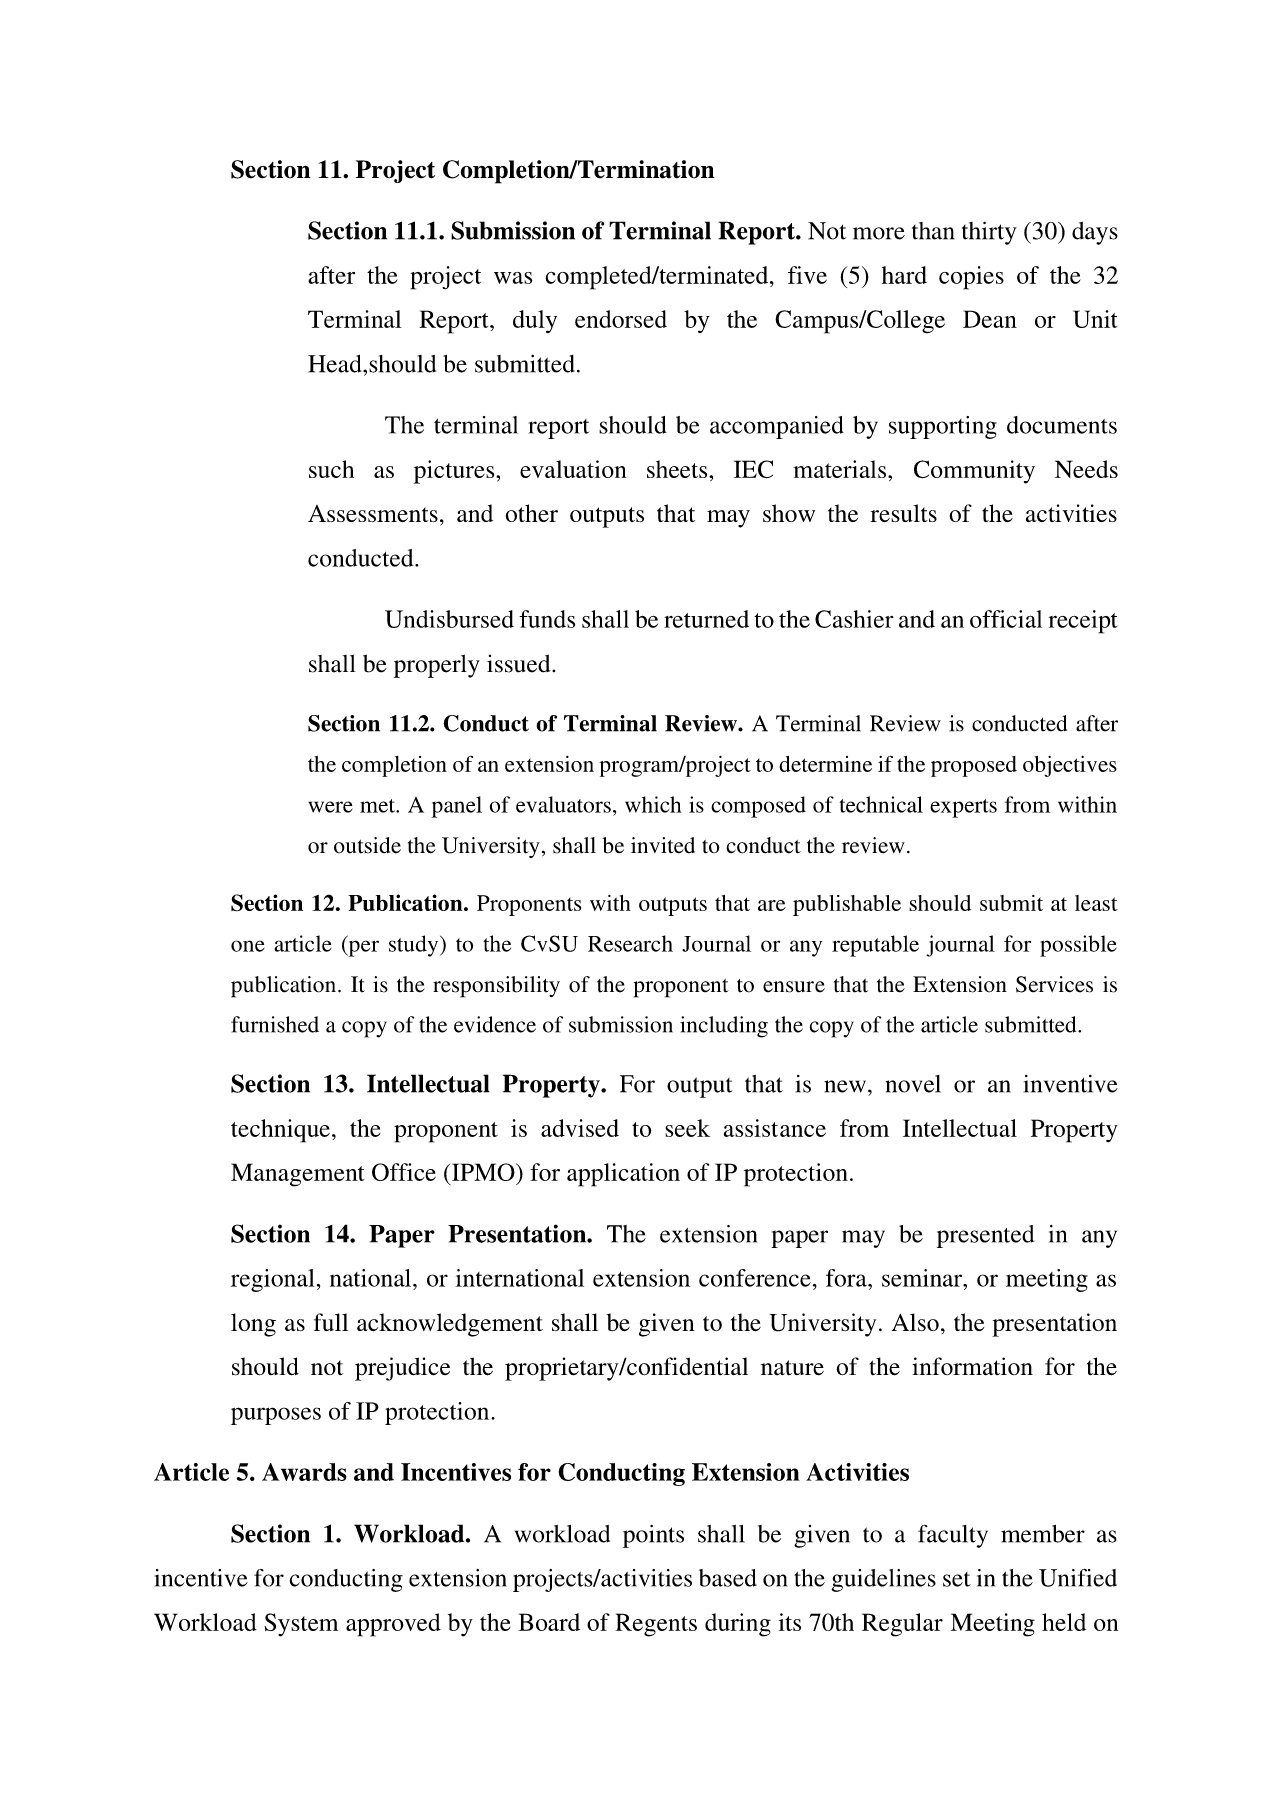 Section 11. Project Completion/Termination
Section 11.1. Submission of Terminal Report. Not more than thirty (30) days
after the project was completed/terminated, five (5) hard copies of the 32
Terminal Report, duly endorsed by the Campus/College Dean or Unit
Head,should be submitted.
The terminal report should be accompanied by supporting documents
such as pictures, evaluation sheets, IEC materials, Community Needs
Assessments, and other outputs that may show the results of the activities
conducted.
Undisbursed funds shall be returned to the Cashier and an official receipt
shall be properly issued.
Section 11.2. Conduct of Terminal Review. A Terminal Review is conducted after
the completion of an extension program/project to determine if the proposed objectives
were met. A panel of evaluators, which is composed of technical experts from within
or outside the University, shall be invited to conduct the review.
Section 12. Publication. Proponents with outputs that are publishable should submit at least
one article (per study) to the CvSU Research Journal or any reputable journal for possible
publication. It is the responsibility of the proponent to ensure that the Extension Services is
furnished a copy of the evidence of submission including the copy of the article submitted.
Section 13. Intellectual Property. For output that is new, novel or an inventive
technique, the proponent is advised to seek assistance from Intellectual Property
Management Office (IPMO) for application of IP protection.
Section 14. Paper Presentation. The extension paper may be presented in any
regional, national, or international extension conference, fora, seminar, or meeting as
long as full acknowledgement shall be given to the University. Also, the presentation
should not prejudice the proprietary/confidential nature of the information for the
purposes of IP protection.
Article 5. Awards and Incentives for Conducting Extension Activities
Section 1. Workload. A workload points shall be given to a faculty member as
incentive for conducting extension projects/activities based on the guidelines set in the Unified
Workload System approved by the Board of Regents during its 70th Regular Meeting held on